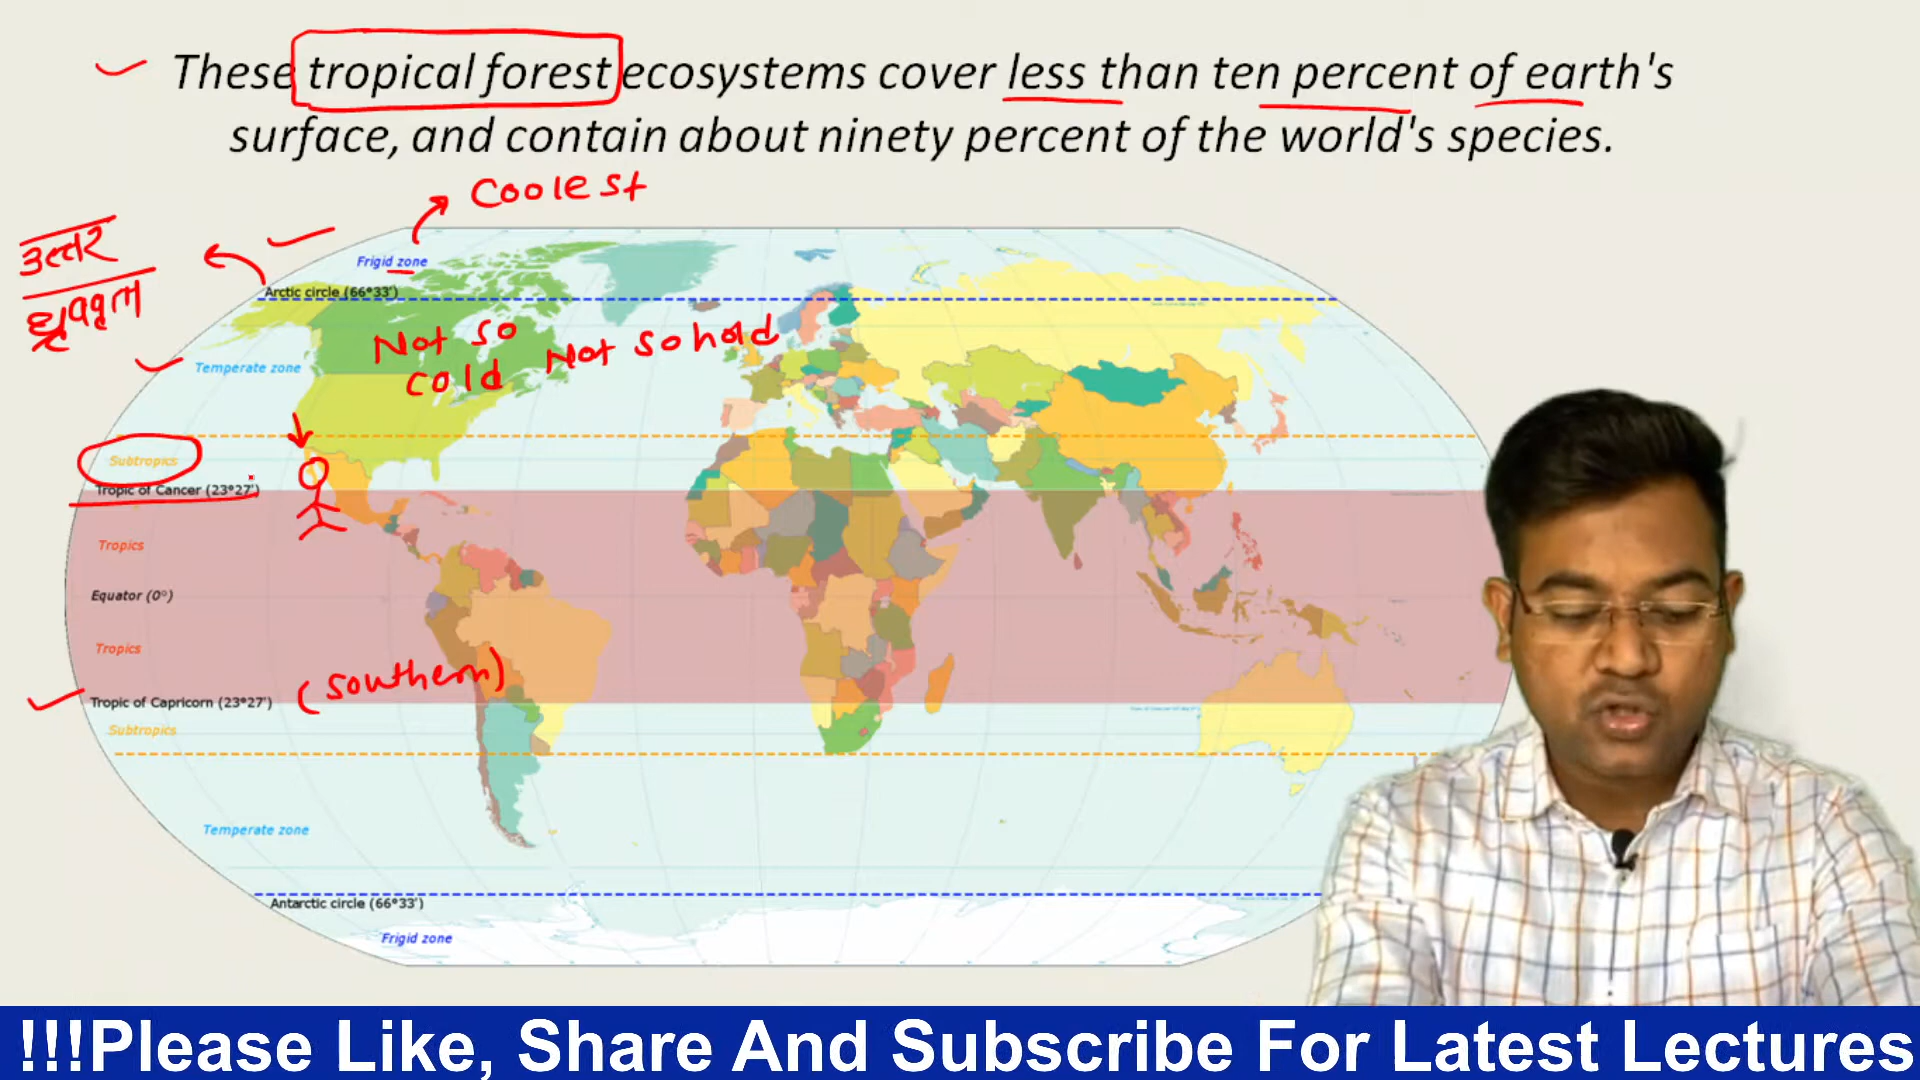 These tropical forest ecosystems cover less than ten percent of earth's
surface, and contain about ninety percent of the world's species.
Coolest
उत्तर
Frigid zone
Arctic circle (66°33')
Not so
cold
Not so hold
Temperate zone
Subtropics
Tropic of Cancer (23°27')
Tropics
Equator (0°)
Tropics
(southern)
Tropic of Capricorn (23°27')
Subtropics
Temperate zone
Antarctic circle (66°33')
Frigid zone
!!!Please Like, Share And Subscribe For Latest Lectures